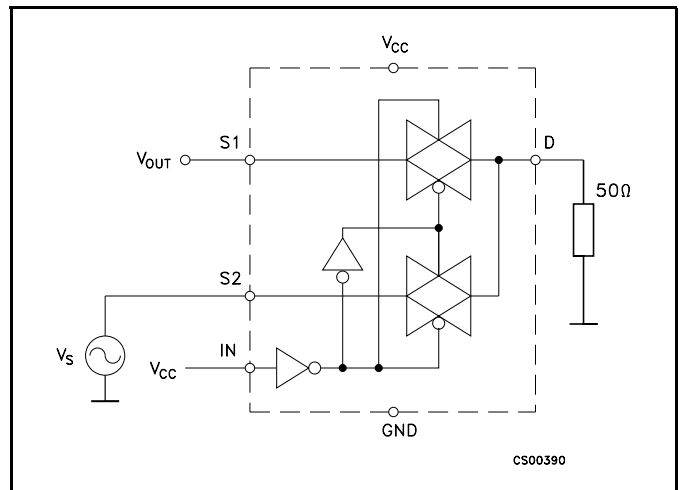 VCC
S1
D
VOUT
50Ω
S2
VS
IN
VCC
GND
CS00390